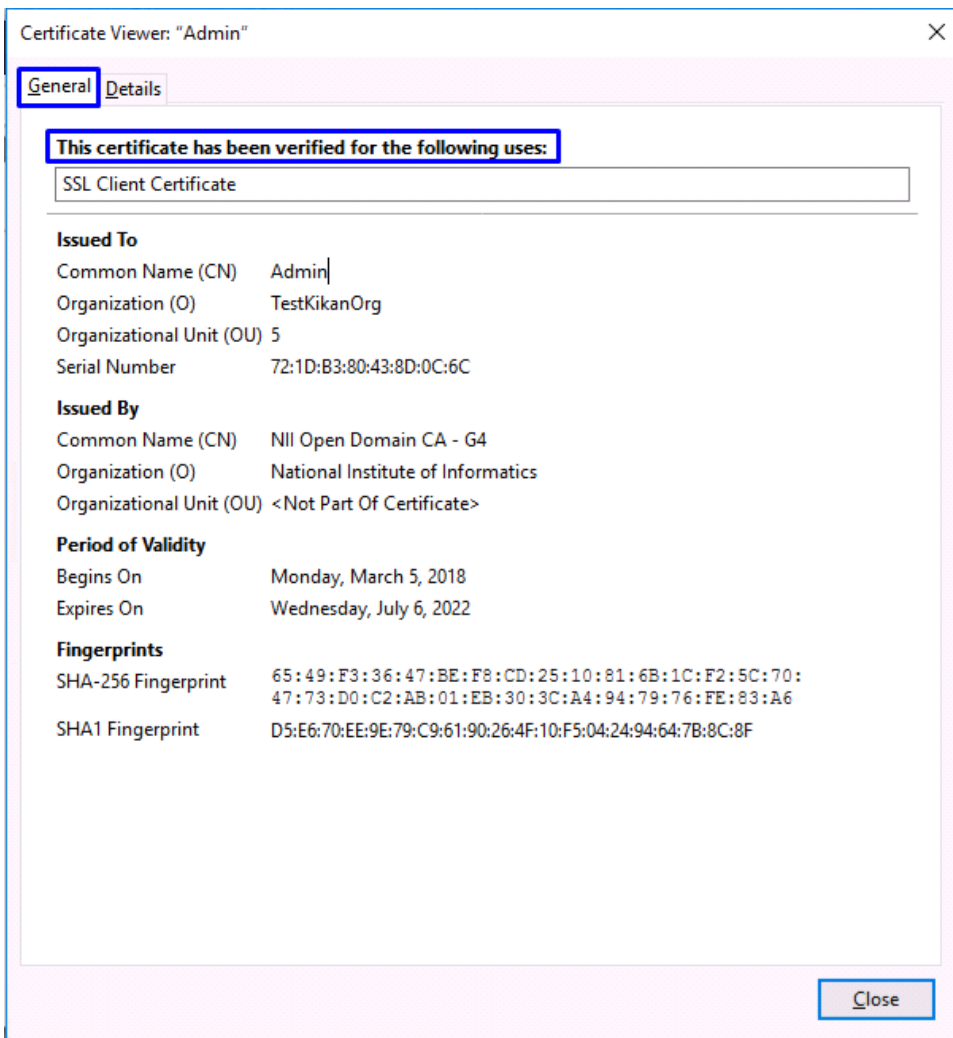 Certificate Viewer: "Admin"
General Details
This certificate has been verified for the following uses:
SSL Client Certificate
Issued To
Common Name (CN) Admin
Organization (O) TestKikanOrg
Organizational Unit (OU) 5
Serial Number 72:1D:B3:80:43:8D:0C:6C
Issued By
Common Name (CN) NII Open Domain CA - G4
Organization (O) National Institute of Informatics
Organizational Unit (OU) <Not Part Of Certificate>
Period of Validity
Begins On Monday, March 5, 2018
Expires On Wednesday, July 6, 2022
Fingerprints
SHA-256 Fingerprint 65:49:F3:36:47:BE:F8:CD:25:10:81:6B:1C:F2:5C:70:
47:73:D0:C2:AB:01:EB:30:3C:A4:94:79:76:FE:83:A6
SHA1 Fingerprint D5:E6:70:EE:9E:79:C9:61:90:26:4F:10:F5:04:24:94:64:7B:8C:8F
Close